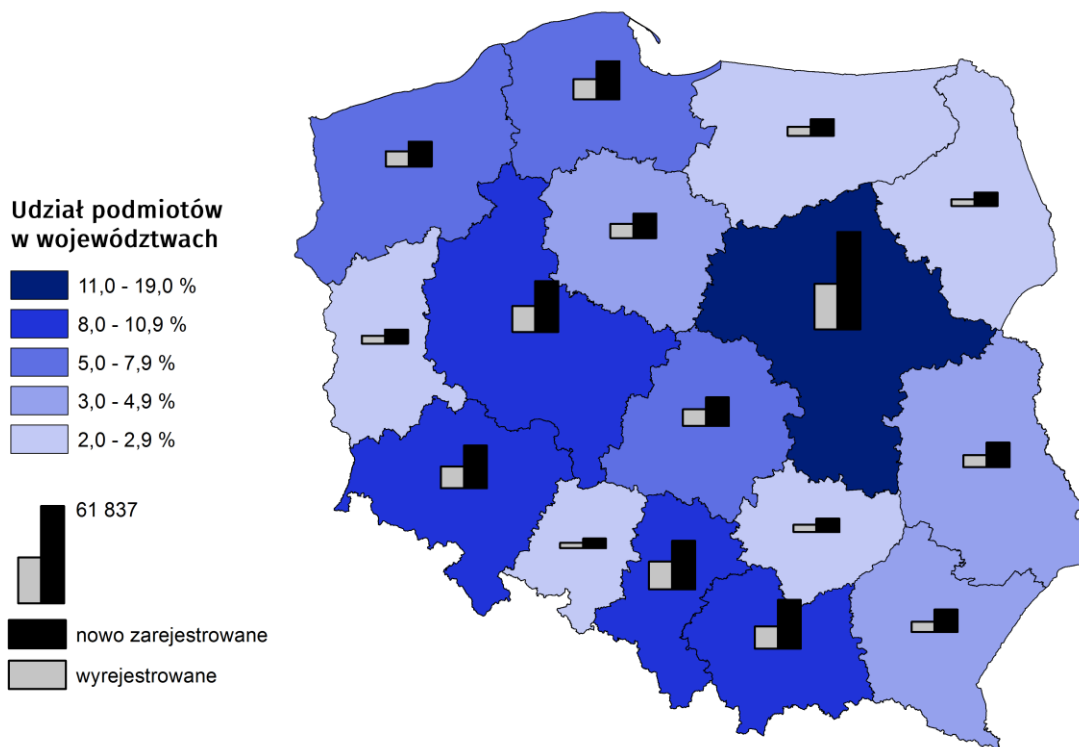 Udział podmiotów
w województwach
11,0 - 19,0 %
8,0 - 10,9 %
5,0 - 7,9 %
3,0 - 4,9 %
2,0 - 2,9 %
61 837
nowo zarejestrowane
wyrejestrowane